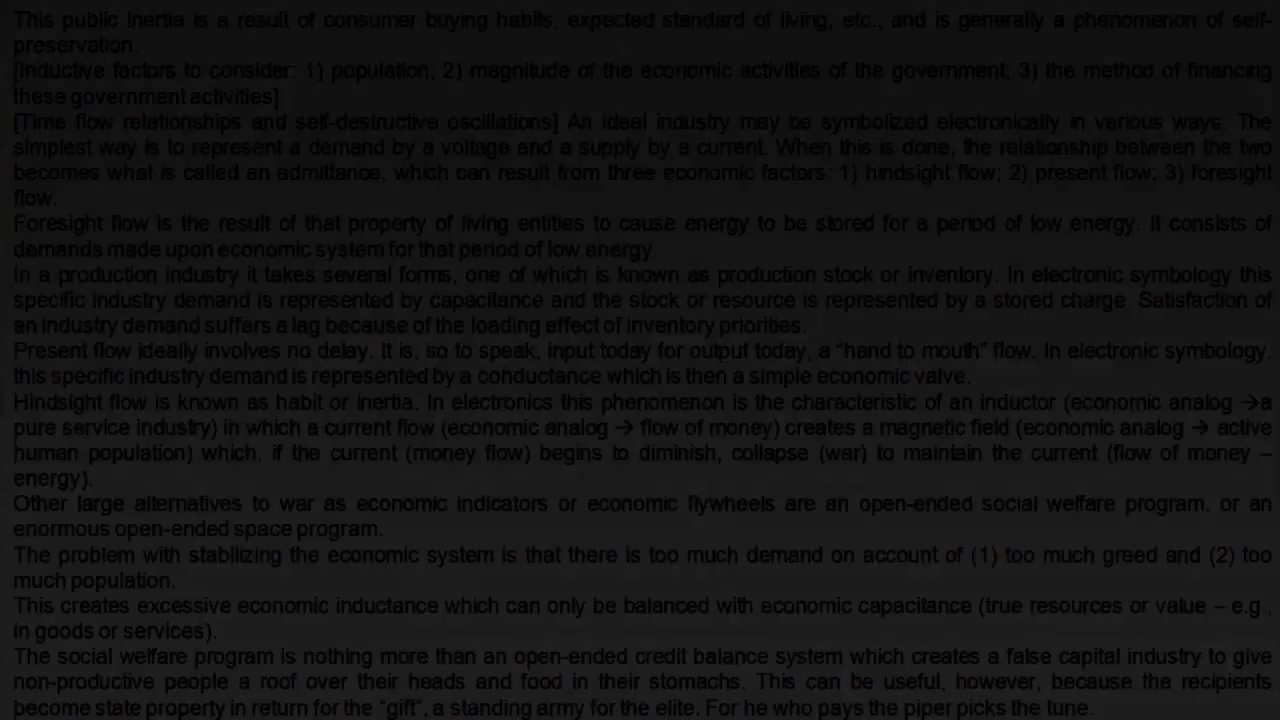 This public inertia is a result of consumer buying habits, expected standard of living, etc., and is generally a phenomenon of self-
preservation.
[Inductive factors to consider: 1) population; 2) magnitude of the economic activities of the government; 3) the method of financing
these government activities]
[Time flow relationships and self-destructive oscillations] An ideal industry may be symbolized electronically in various ways. The
simplest way is to represent a demand by a voltage and a supply by a current. When this is done, the relationship between the two
becomes what is called an admittance, which can result from three economic factors: 1) hindsight flow; 2) present flow; 3) foresight
flow.
Foresight flow is the result of that property of living entities to cause energy to be stored for a period of low energy. It consists of
demands made upon economic system for that period of low energy.
In a production industry it takes several forms, one of which is known as production stock or inventory. In electronic symbology this
specific industry demand is represented by capacitance and the stock or resource is represented by a stored charge. Satisfaction of
an industry demand suffers a lag because of the loading effect of inventory priorities.
Present flow ideally involves no delay. It is, so to speak, input today for output today, a “hand to mouth” flow. In electronic symbology,
this specific industry demand is represented by a conductance which is then a simple economic valve.
Hindsight flow is known as habit or inertia. In electronics this phenomenon is the characteristic of an inductor (economic analog →a
pure service industry) in which a current flow (economic analog → flow of money) creates a magnetic field (economic analog → active
human population) which, if the current (money flow) begins to diminish, collapse (war) to maintain the current (flow of money –
energy).
Other large alternatives to war as economic indicators or economic flywheels are an open-ended social welfare program, or an
enormous open-ended space program.
The problem with stabilizing the economic system is that there is too much demand on account of (1) too much greed and (2) too
much population.
This creates excessive economic inductance which can only be balanced with economic capacitance (true resources or value – e.g.,
in goods or services).
The social welfare program is nothing more than an open-ended credit balance system which creates a false capital industry to give
non-productive people a roof over their heads and food in their stomachs. This can be useful, however, because the recipients
become state property in return for the “gift”, a standing army for the elite. For he who pays the piper picks the tune.